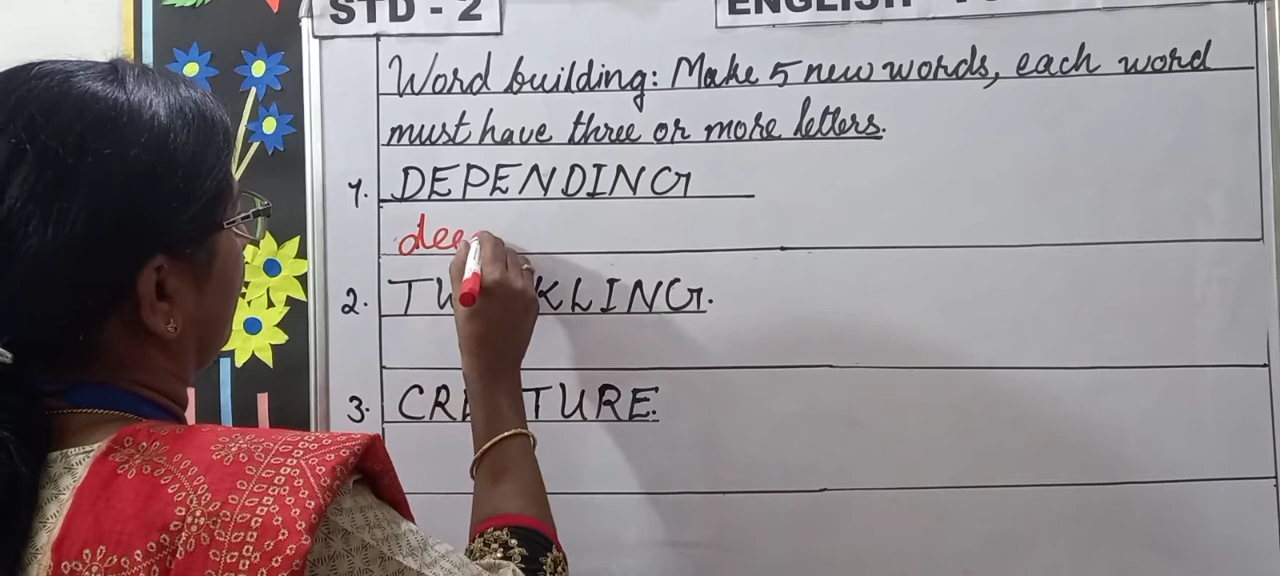 STD - 2
ENGLISH
Word building: Make 5 new words, each word
must have three or more letters.
1. DEPENDING
dee
2.
3.